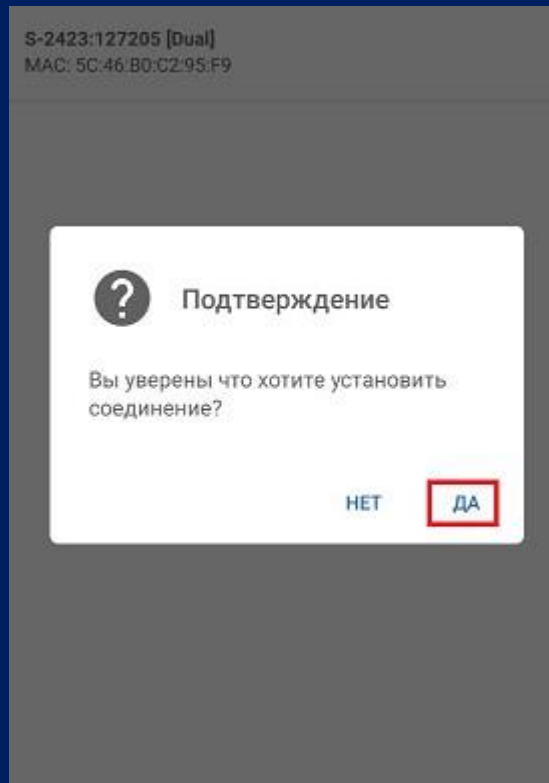 S-2423:127205 [Dual]
MAC: 5C:46:B0:C2:95:F9
Подтверждение
Вы уверены что хотите установить
соединение?
НЕТ ДА